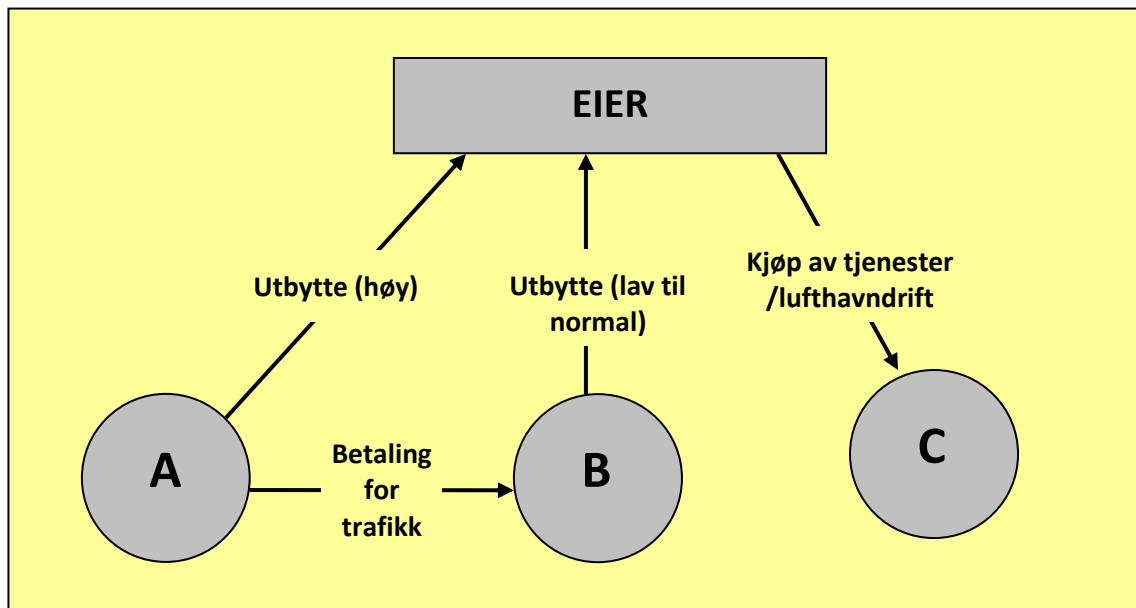 EIER
Utbytte (høy)
Utbytte (lav til
normal)
Kjøp av tjenester
/lufthavndrift
A
Betaling
for
trafikk
B
C